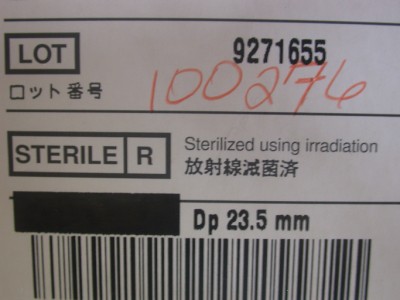 LOT 9271655
ロット番号 100276
STERILE R Sterilized using irradiation
放射線滅菌済
Dp 23.5 mm